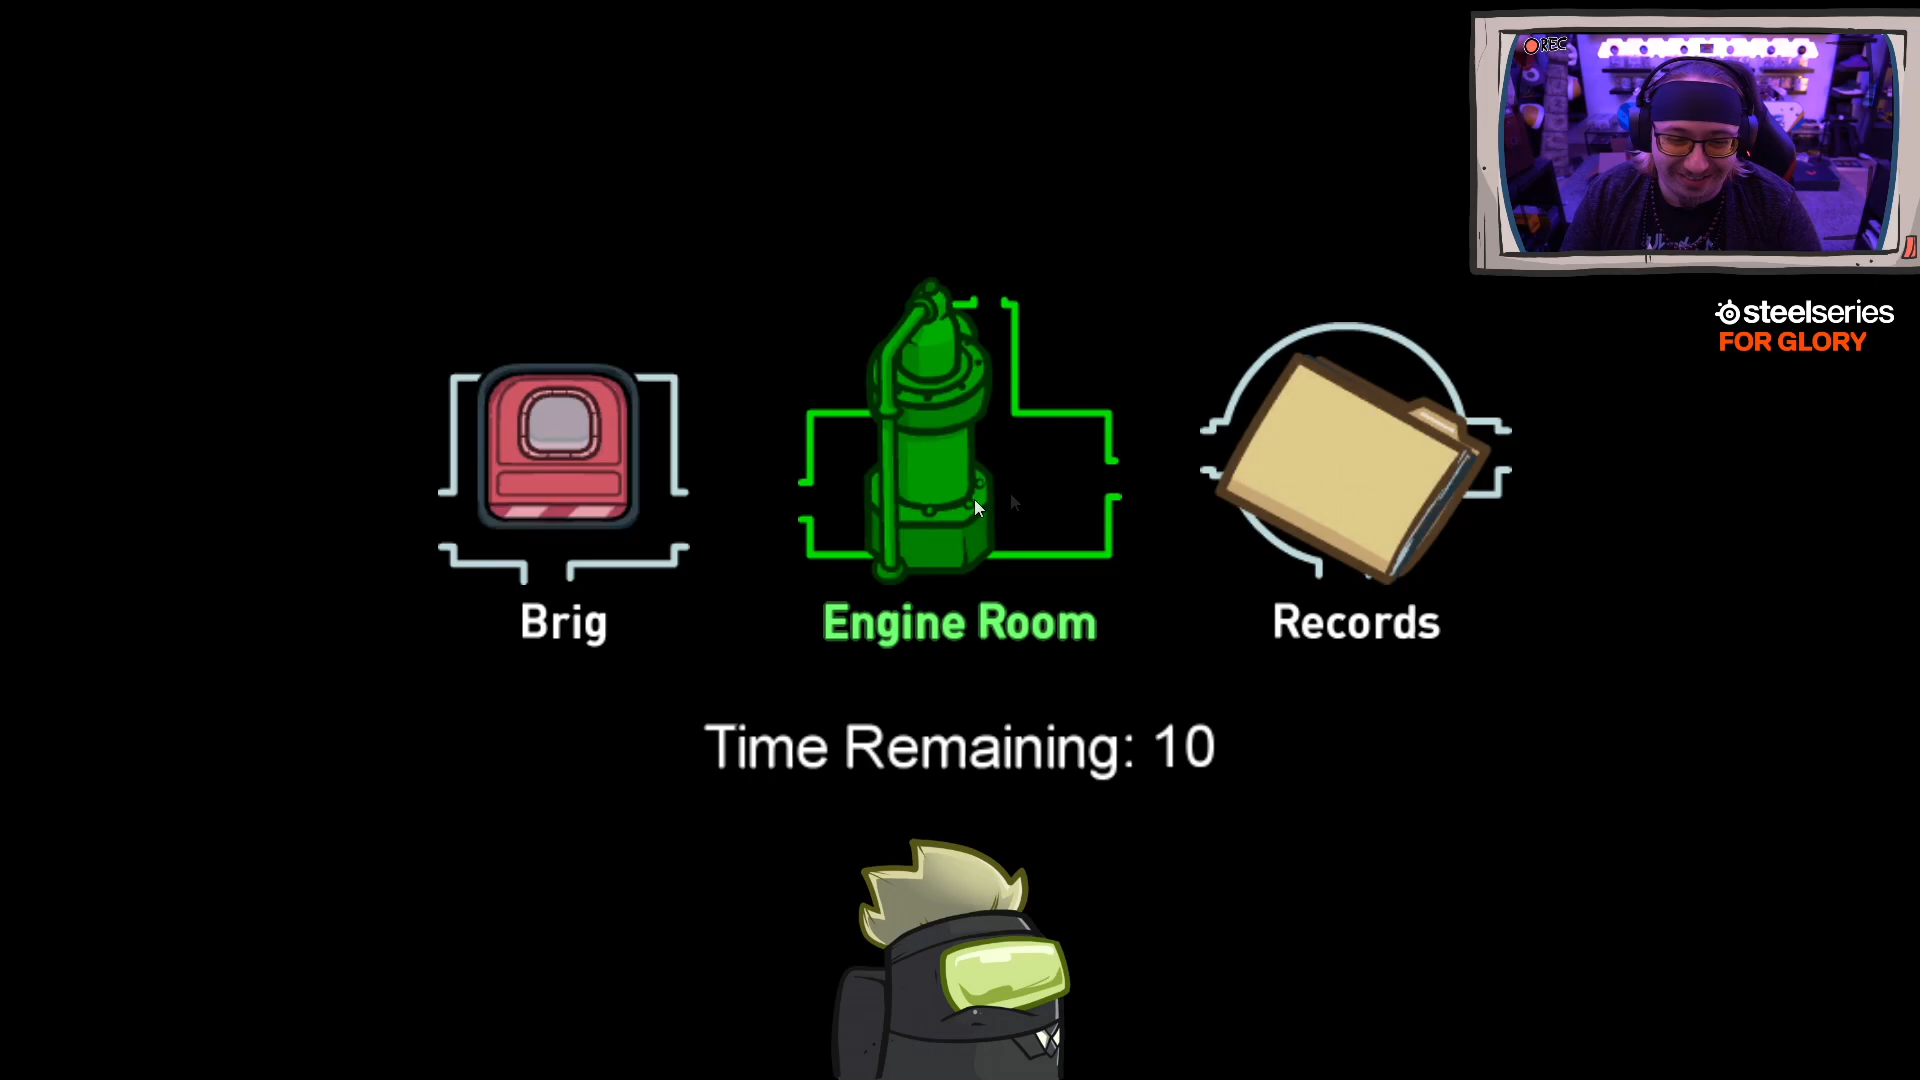 REC
steelseries
FOR GLORY
Brig
Engine Room
Records
Time Remaining: 10